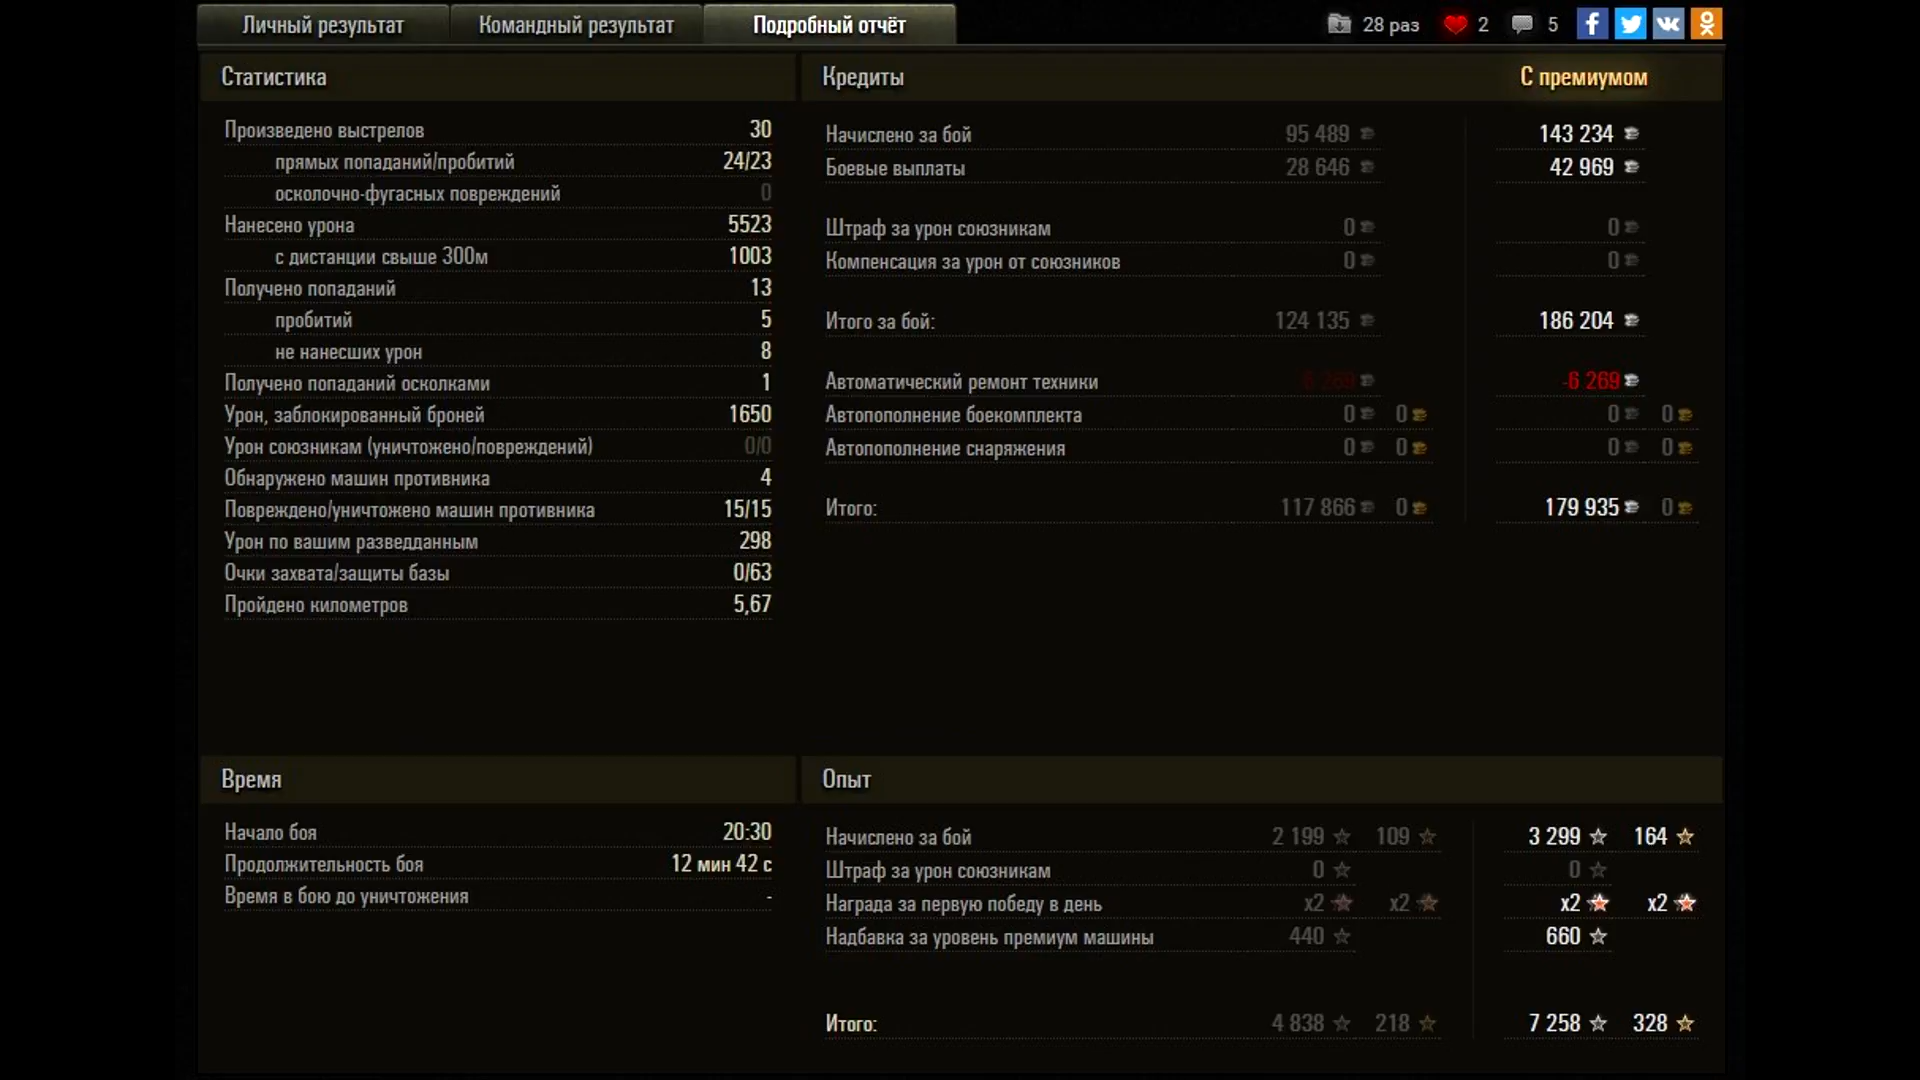 Личный результат Командный результат Подробный отчёт 28 раз 2 5
Статистика
Произведено выстрелов 30
прямых попаданий/пробитий 24/23
осколочно-фугасных повреждений 0
Нанесено урона 5523
с дистанции свыше 300м 1003
Получено попаданий 13
пробитий 5
не нанесших урон 8
Получено попаданий осколками 1
Урон, заблокированный броней 1650
Урон союзникам (уничтожено/повреждений) 0/0
Обнаружено машин противника 4
Повреждено/уничтожено машин противника 15/15
Урон по вашим разведданным 298
Очки захвата/защиты базы 0/63
Пройдено километров 5,67
Кредиты С премиумом
Начислено за бой 95 489 143 234
Боевые выплаты 28 646 42 969
Штраф за урон союзникам 0 0
Компенсация за урон от союзников 0 0
Итого за бой: 124 135 186 204
Автоматический ремонт техники -6 269
Автопополнение боекомплекта 0 0 0 0
Автопополнение снаряжения 0 0 0 0
Итого: 117 866 0 179 935 0
Время
Начало боя 20:30
Продолжительность боя 12 мин 42 с
Время в бою до уничтожения -
Опыт
Начислено за бой 2 199 109 3 299 164
Штраф за урон союзникам 0 0
Награда за первую победу в день x2 x2 x2 x2
Надбавка за уровень премиум машины 440 660
Итого: 4 838 218 7 258 328